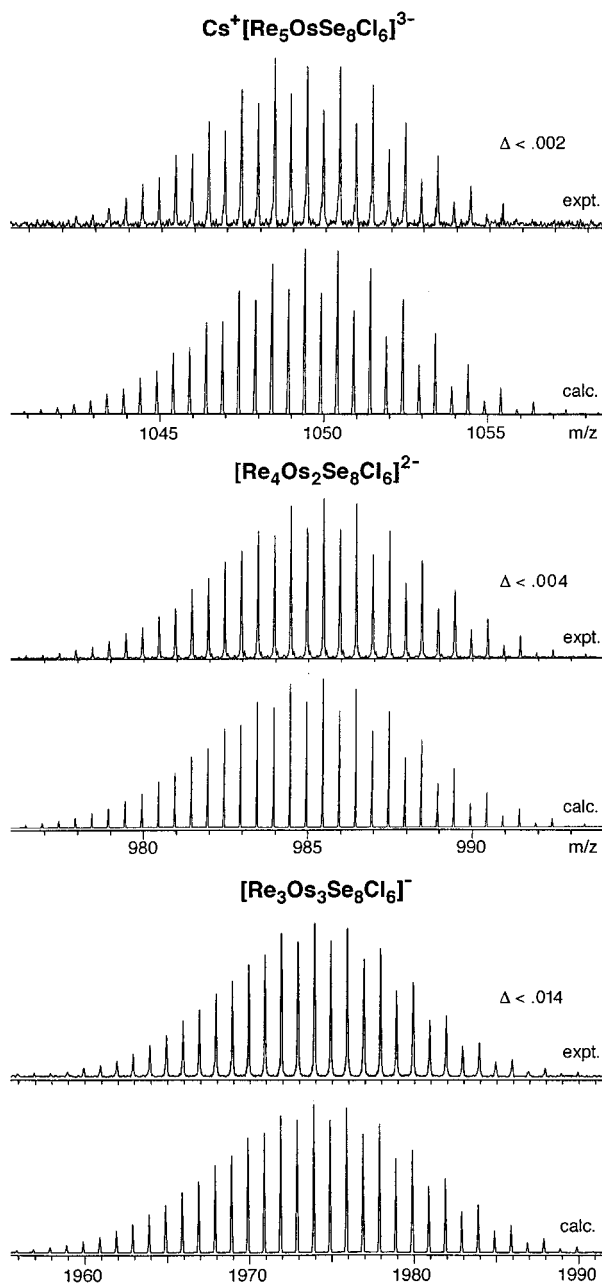 Cs⁺[Re₅OsSe₈Cl₆]³⁻
Δ < .002
expt.
calc.
1045 1050 1055 m/z
[Re₄Os₂Se₈Cl₆]²⁻
Δ < .004
expt.
calc.
980 985 990 m/z
[Re₃Os₃Se₈Cl₆]⁻
Δ < .014
expt.
calc.
1960 1970 1980 1990